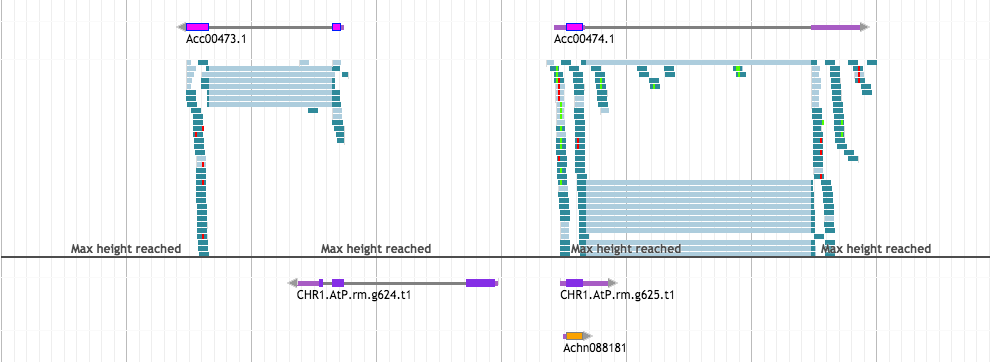 Acc00473.1 Acc00474.1
Max height reached Max height reached Max height reached Max height reached
CHR1.AtP.rm.g624.t1 CHR1.AtP.rm.g625.t1
Achn088181